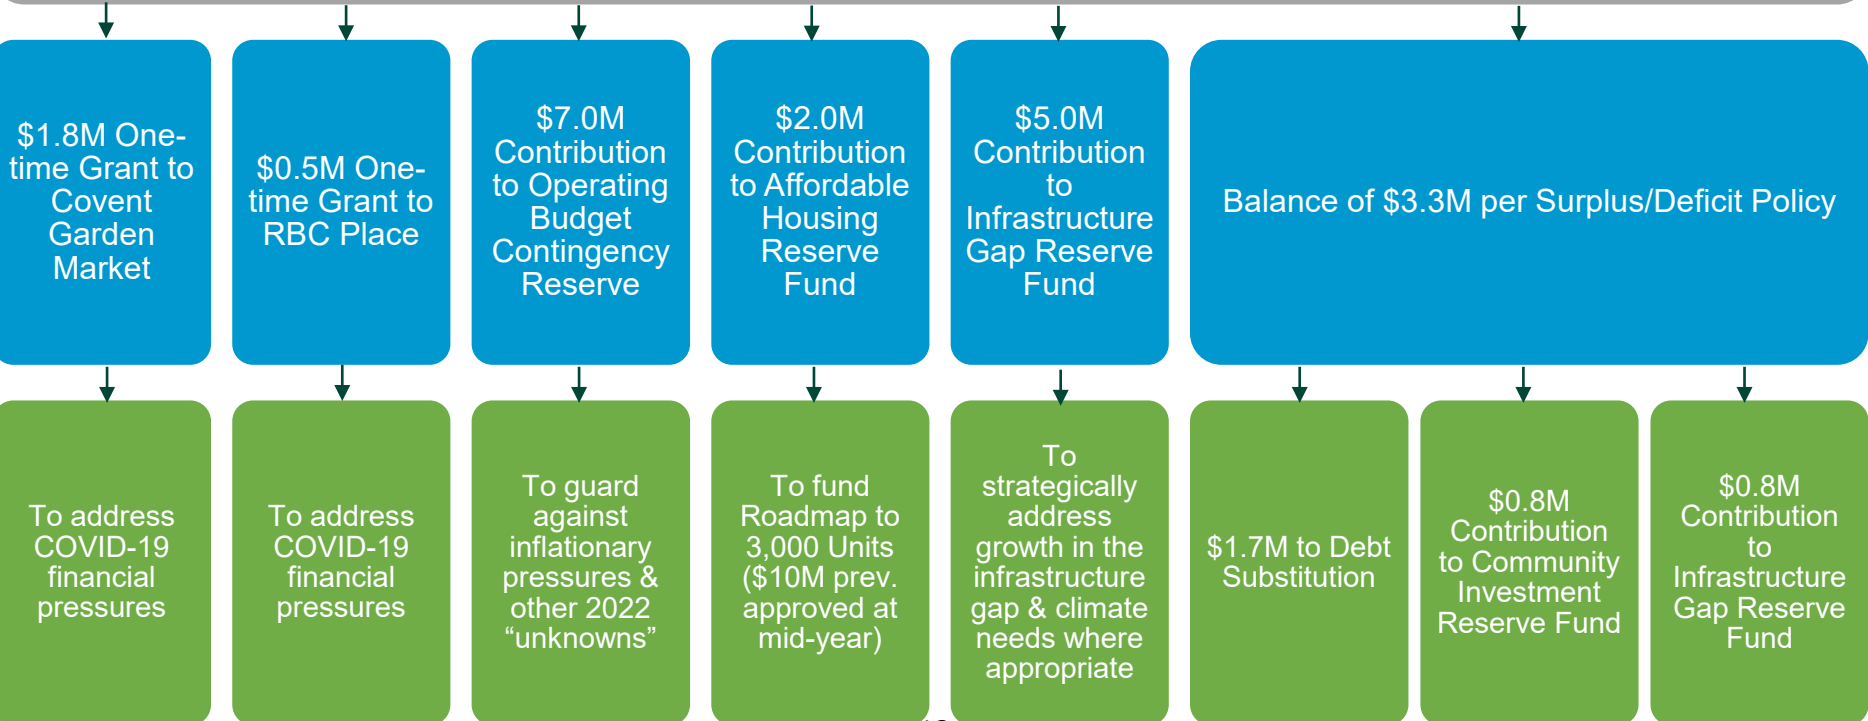 $1.8M One-
time Grant to
Covent
Garden
Market
$0.5M One-
time Grant to
RBC Place
$7.0M
Contribution
to Operating
Budget
Contingency
Reserve
$2.0M
Contribution
to Affordable
Housing
Reserve
Fund
$5.0M
Contribution
to
Infrastructure
Gap Reserve
Fund
Balance of $3.3M per Surplus/Deficit Policy
To address
COVID-19
financial
pressures
To address
COVID-19
financial
pressures
To guard
against
inflationary
pressures &
other 2022
“unknowns”
To fund
Roadmap to
3,000 Units
($10M prev.
approved at
mid-year)
To
strategically
address
growth in the
infrastructure
gap & climate
needs where
appropriate
$1.7M to Debt
Substitution
$0.8M
Contribution
to Community
Investment
Reserve Fund
$0.8M
Contribution
to
Infrastructure
Gap Reserve
Fund